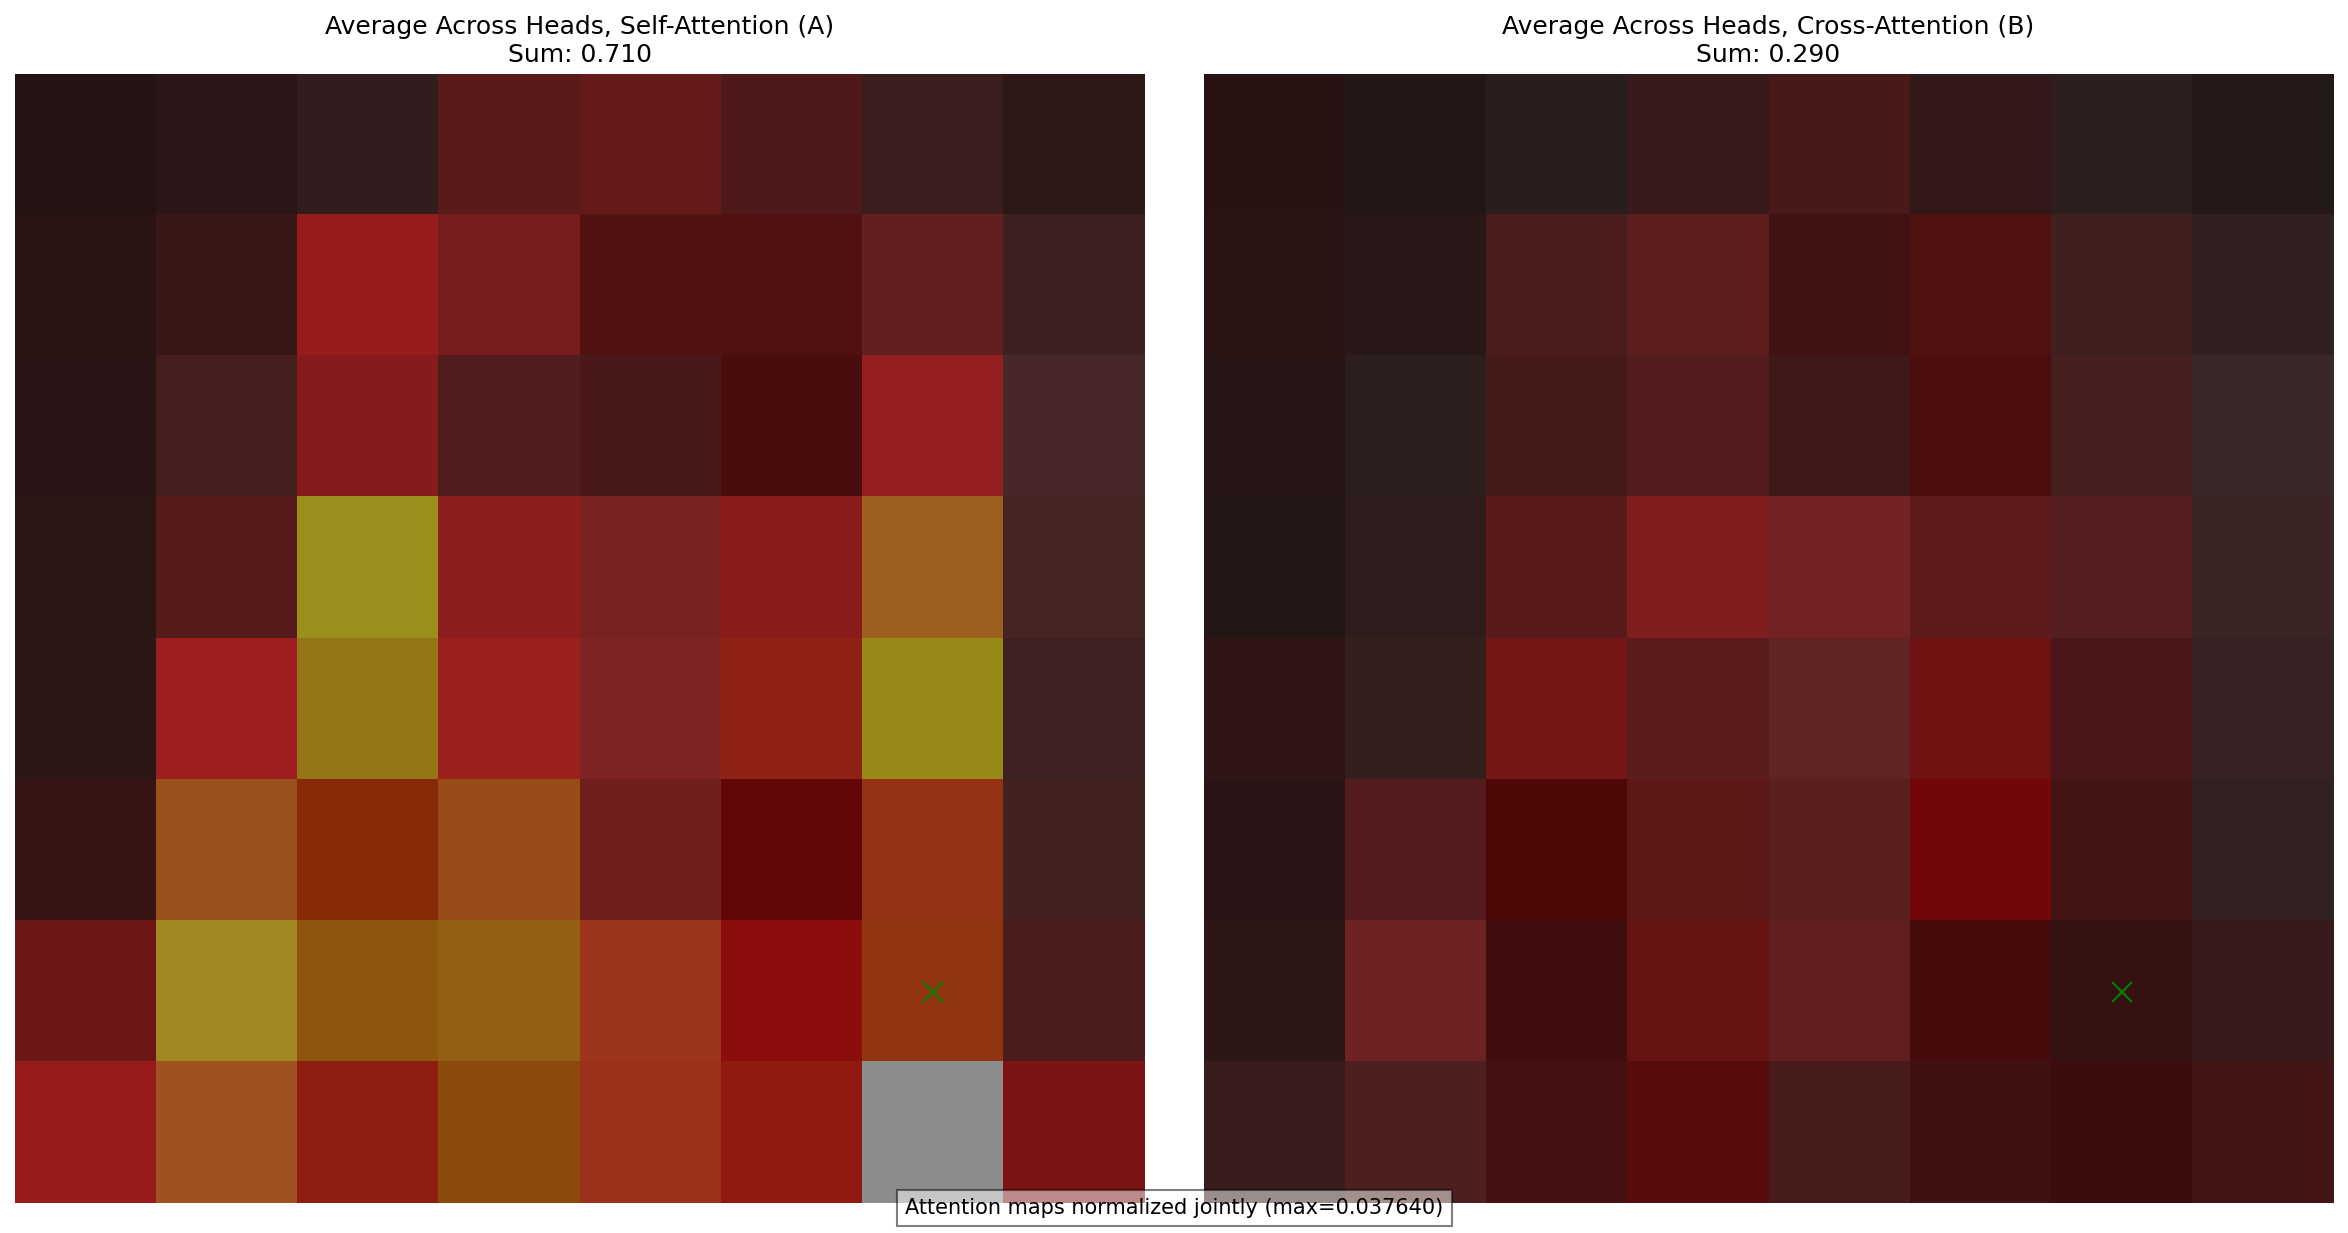 Average Across Heads, Self-Attention (A)
Sum: 0.710
Average Across Heads, Cross-Attention (B)
Sum: 0.290
Attention maps normalized jointly (max=0.037640)